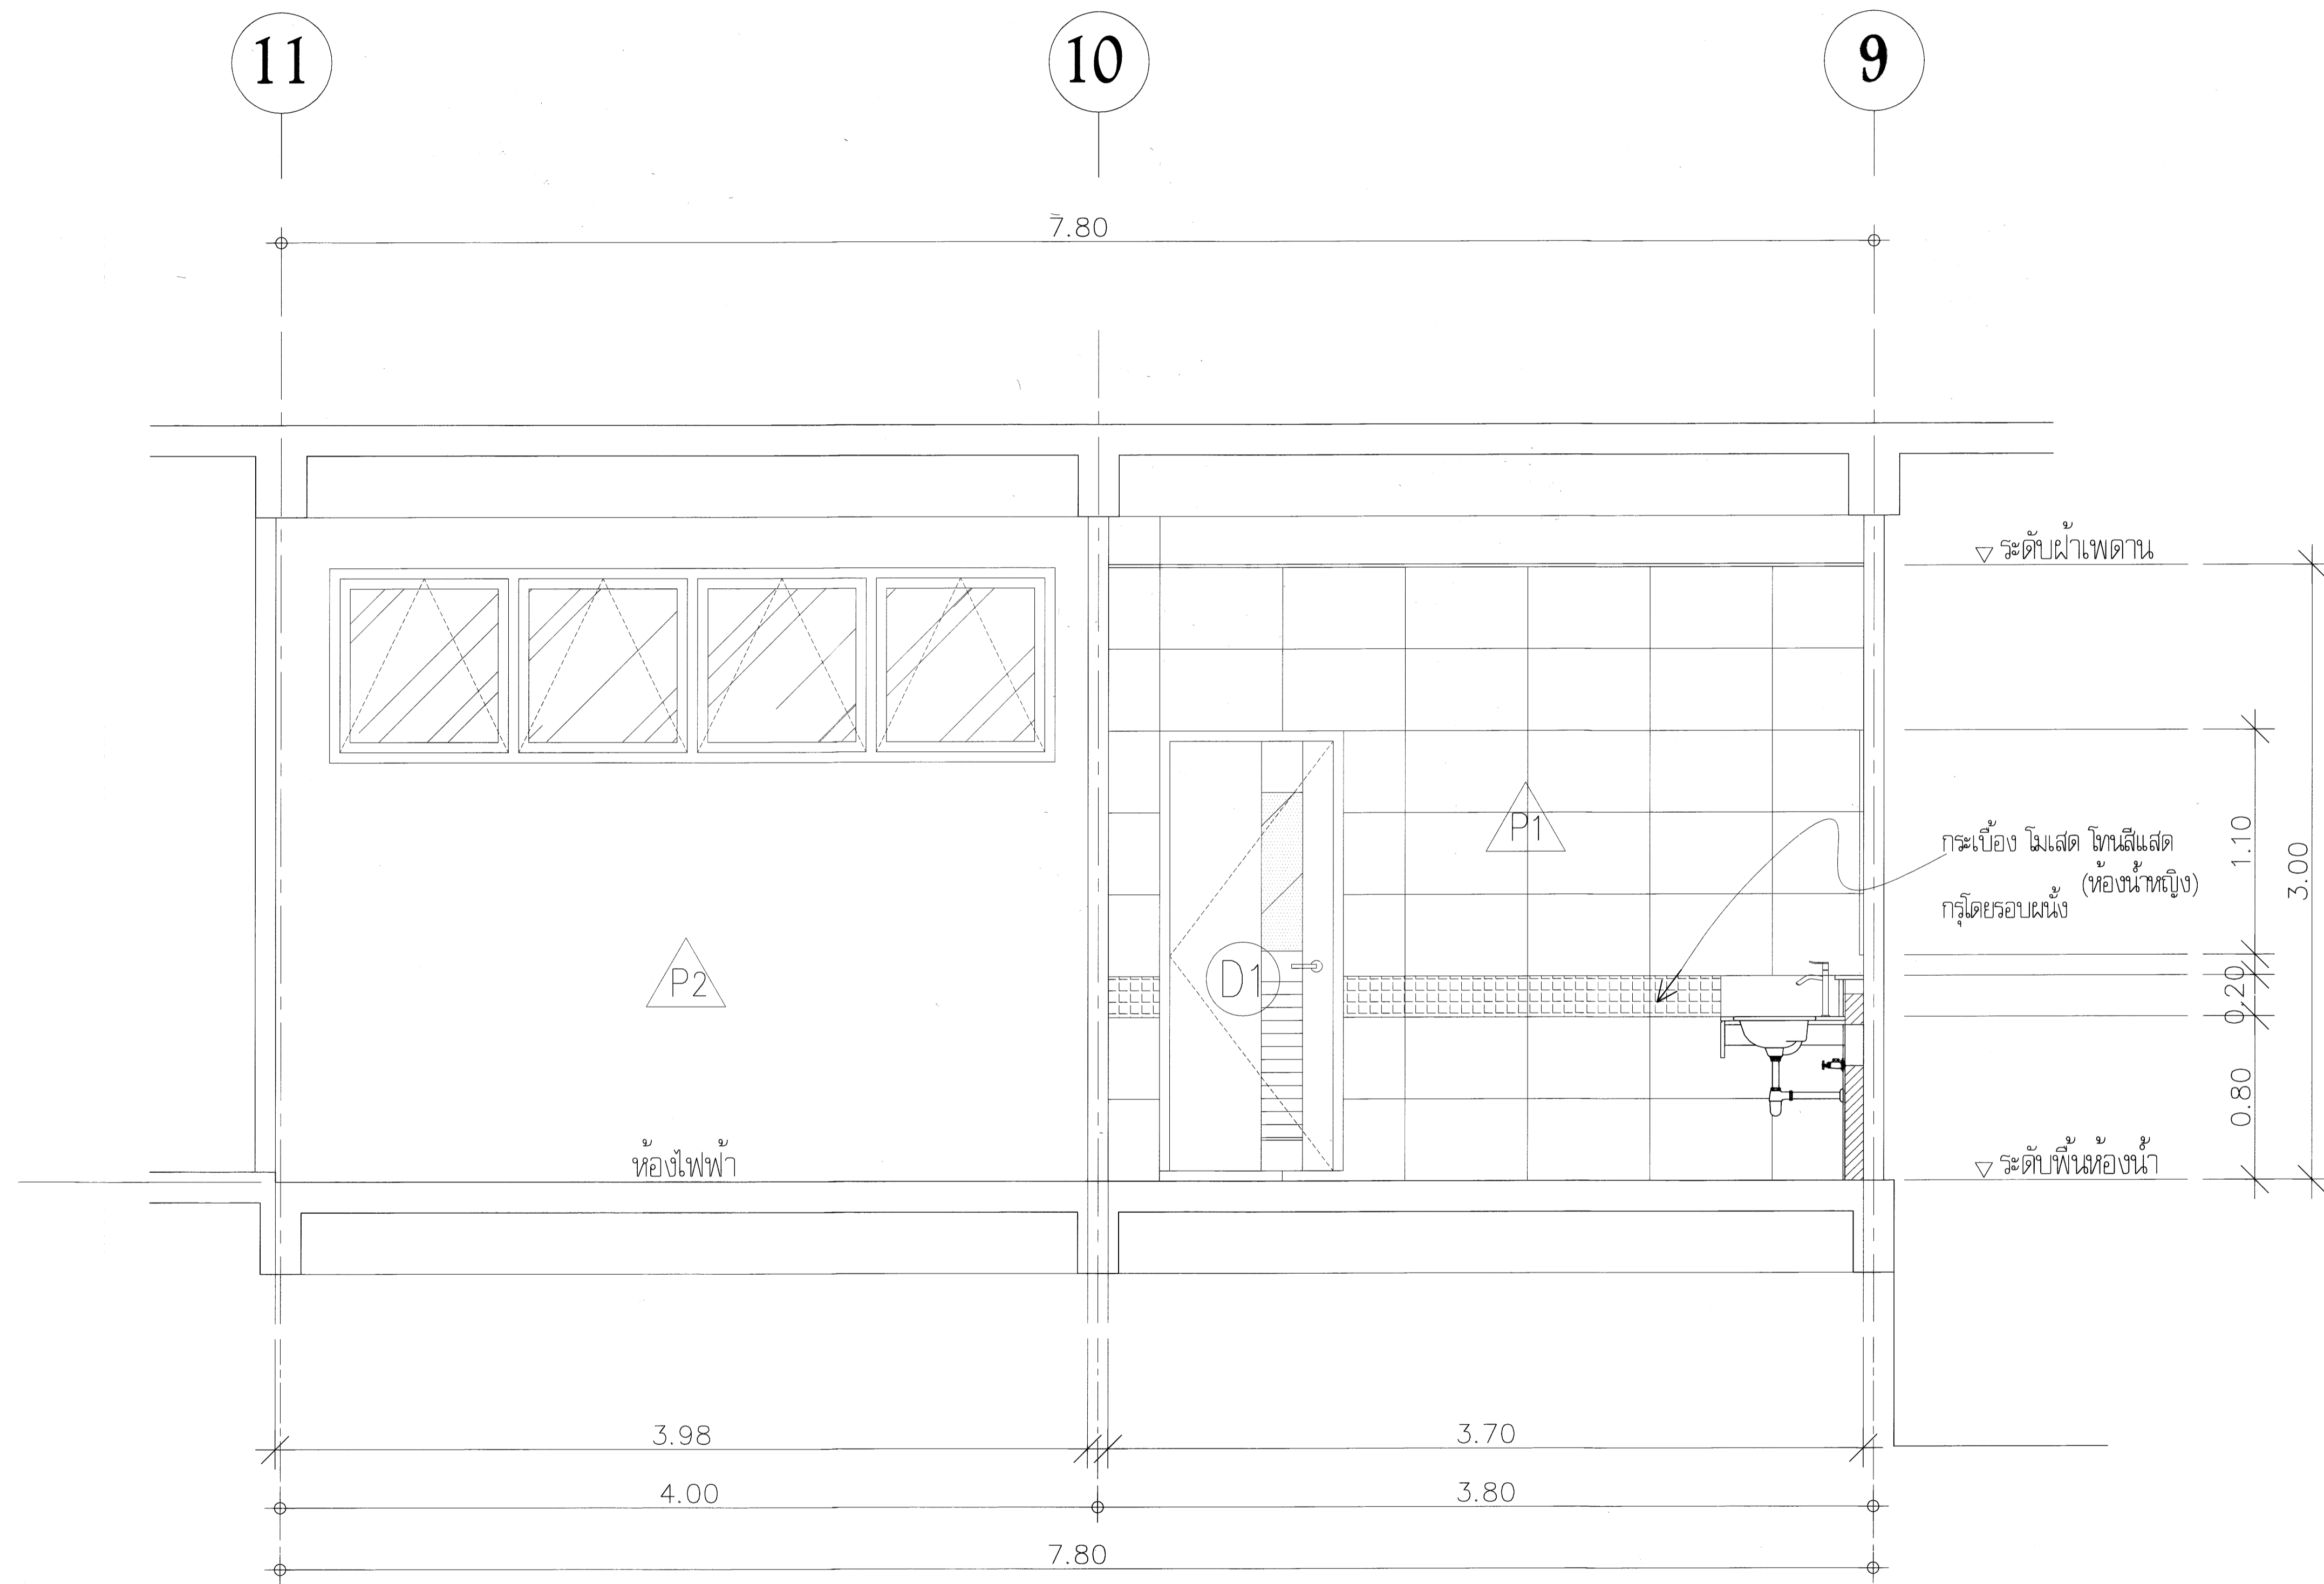 11
10
9
7.80
ระดับฝ้าเพดาน
P1
กระเบื้อง โมเสด โทนสีแสด
(ห้องน้ำหญิง)
กรุโดยรอบผนัง
1.10
3.00
D1
P2
0.20
0.80
ห้องไฟฟ้า
ระดับพื้นห้องน้ำ
3.98
3.70
4.00
3.80
7.80